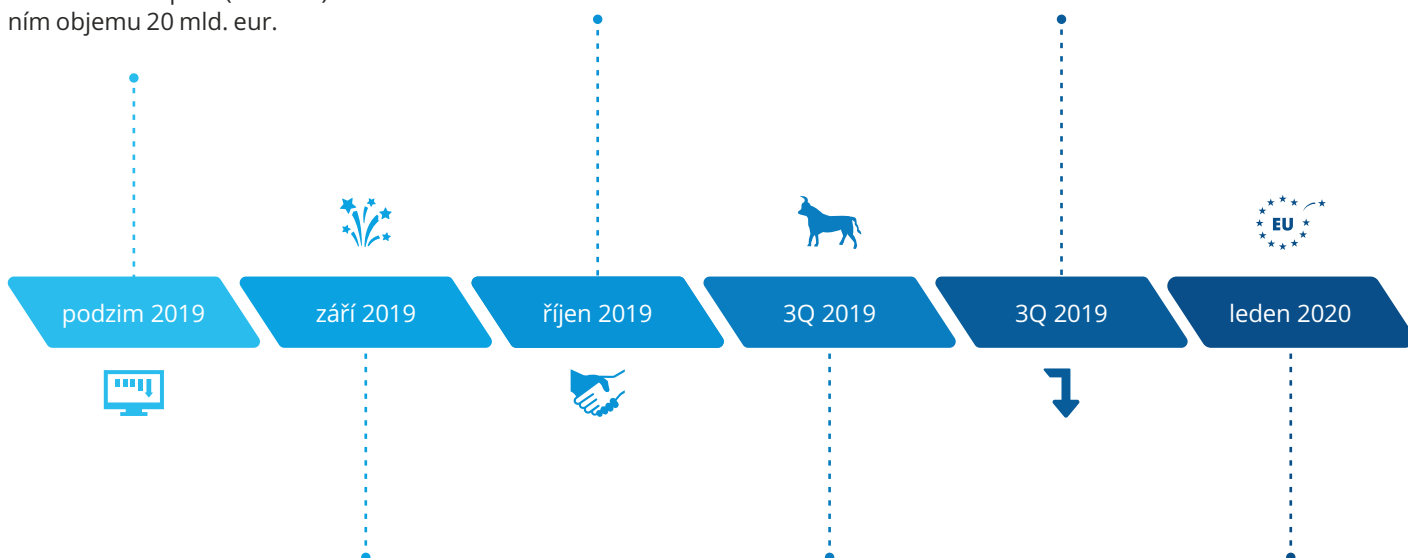 ním objemu 20 mld. eur.
EU
podzim 2019
září 2019
říjen 2019
3Q 2019
3Q 2019
leden 2020